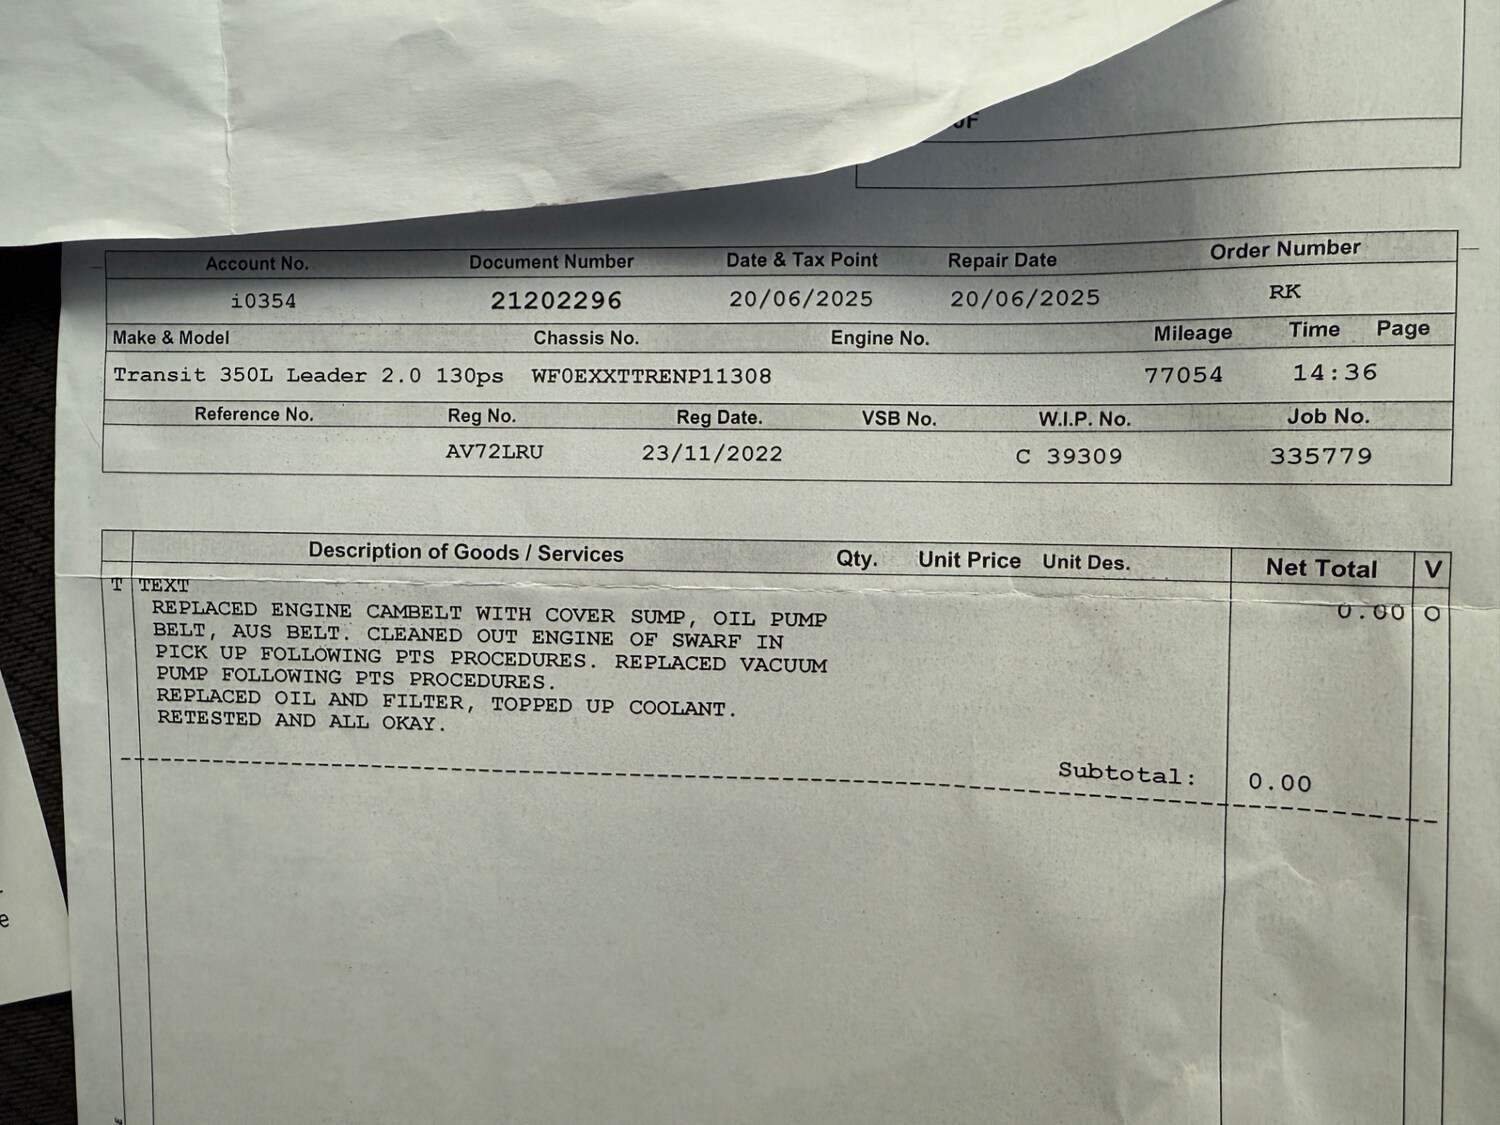 Account No. Document Number Date & Tax Point Repair Date Order Number
i0354 21202296 20/06/2025 20/06/2025 RK
Make & Model Chassis No. Engine No. Mileage Time Page
Transit 350L Leader 2.0 130ps WF0EXXTTRENP11308 77054 14:36
Reference No. Reg No. Reg Date. VSB No. W.I.P. No. Job No.
AV72LRU 23/11/2022 C 39309 335779
Description of Goods / Services Qty. Unit Price Unit Des. Net Total V
T TEXT
REPLACED ENGINE CAMBELT WITH COVER SUMP, OIL PUMP 0.00 0
BELT, AUS BELT. CLEANED OUT ENGINE OF SWARF IN
PICK UP FOLLOWING PTS PROCEDURES. REPLACED VACUUM
PUMP FOLLOWING PTS PROCEDURES.
REPLACED OIL AND FILTER, TOPPED UP COOLANT.
RETESTED AND ALL OKAY.
Subtotal: 0.00
e